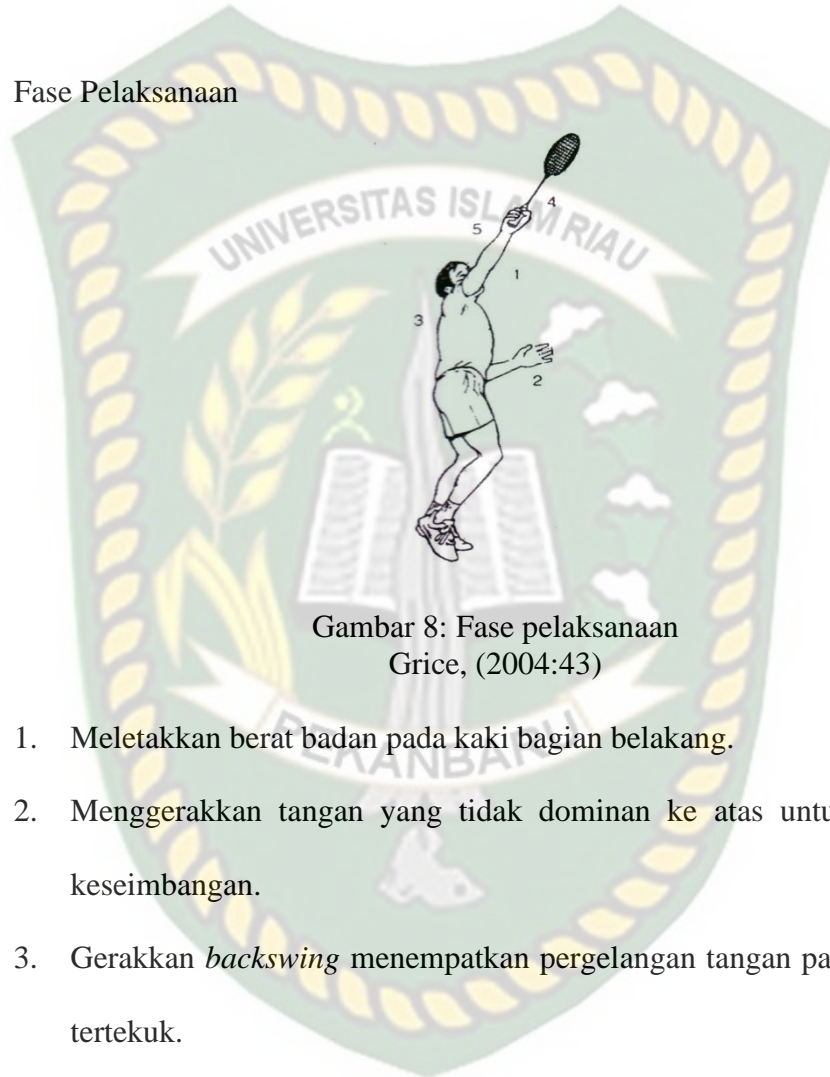 Fase Pelaksanaan
UNIVERSITAS ISLAM RIAU
4
5
1
3
2
Gambar 8: Fase pelaksanaan
Grice, (2004:43)
PEKANBARU
1. Meletakkan berat badan pada kaki bagian belakang.
2. Menggerakkan tangan yang tidak dominan ke atas
keseimbangan.
3. Gerakkan backswing menempatkan pergelangan tangan
tertekuk.